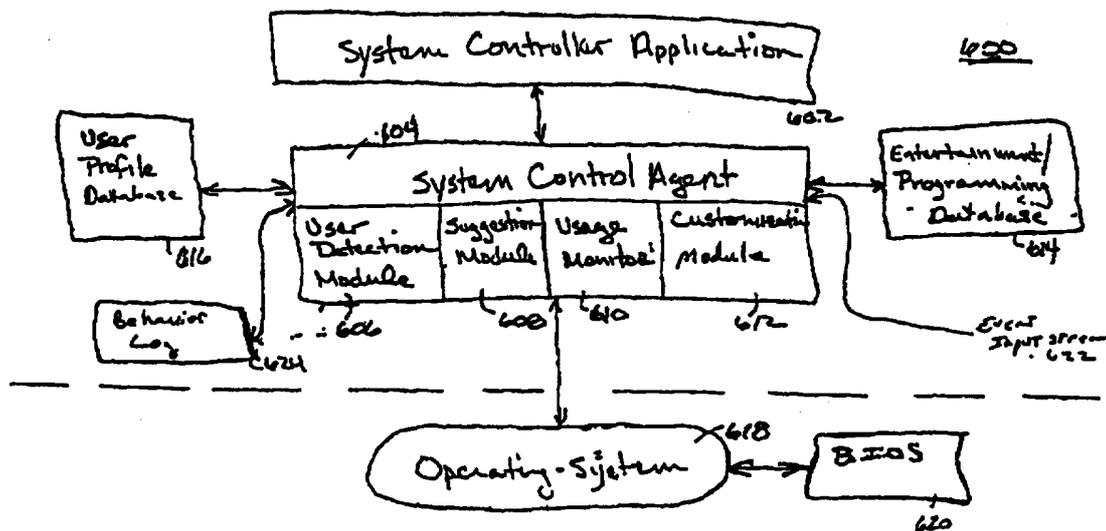 System Controller Application
600
602
User
Profile
Database
616
604
System Control Agent
Entertainment/
Programming
Database
614
User
Detection
Module
606
Suggestion
Module
608
Usage
Monitor
610
Customization
Module
612
Behavior
Log
624
Event
Input Stream
622
Operating-System
618
BIOS
620